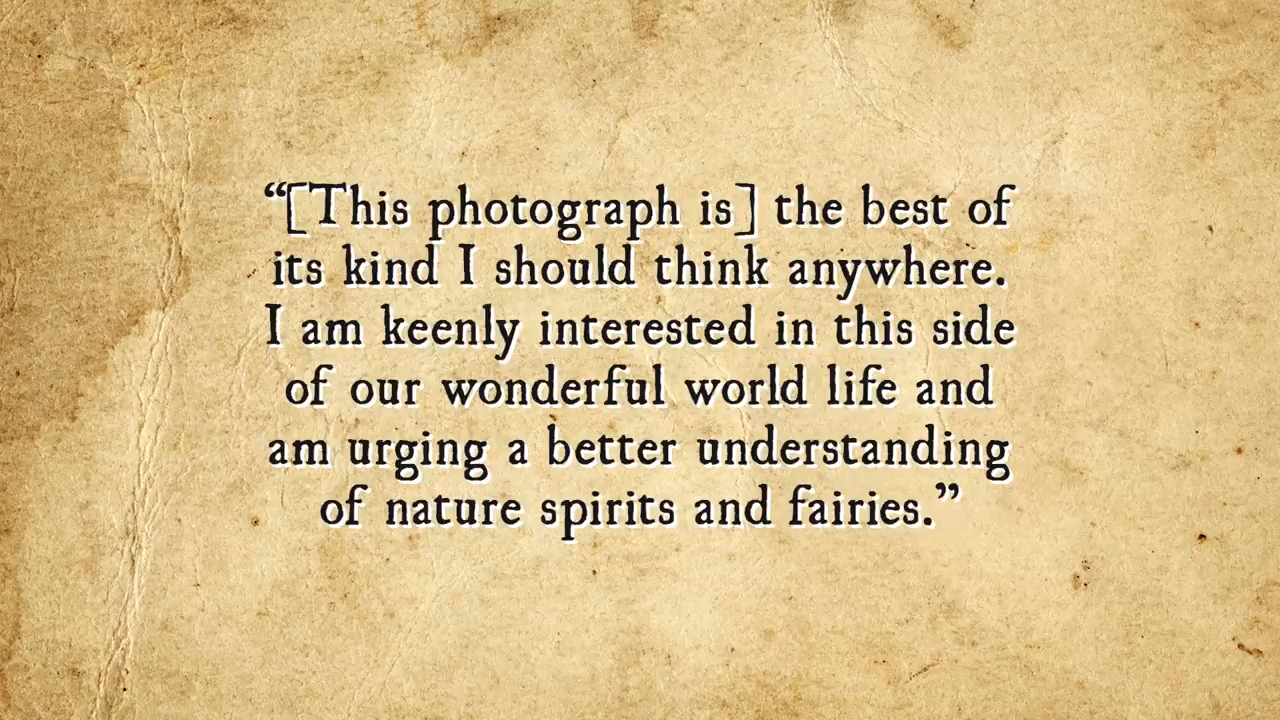 “[This photograph is] the best of
its kind I should think anywhere.
I am keenly interested in this side
of our wonderful world life and
am urging a better understanding
of nature spirits and fairies.”